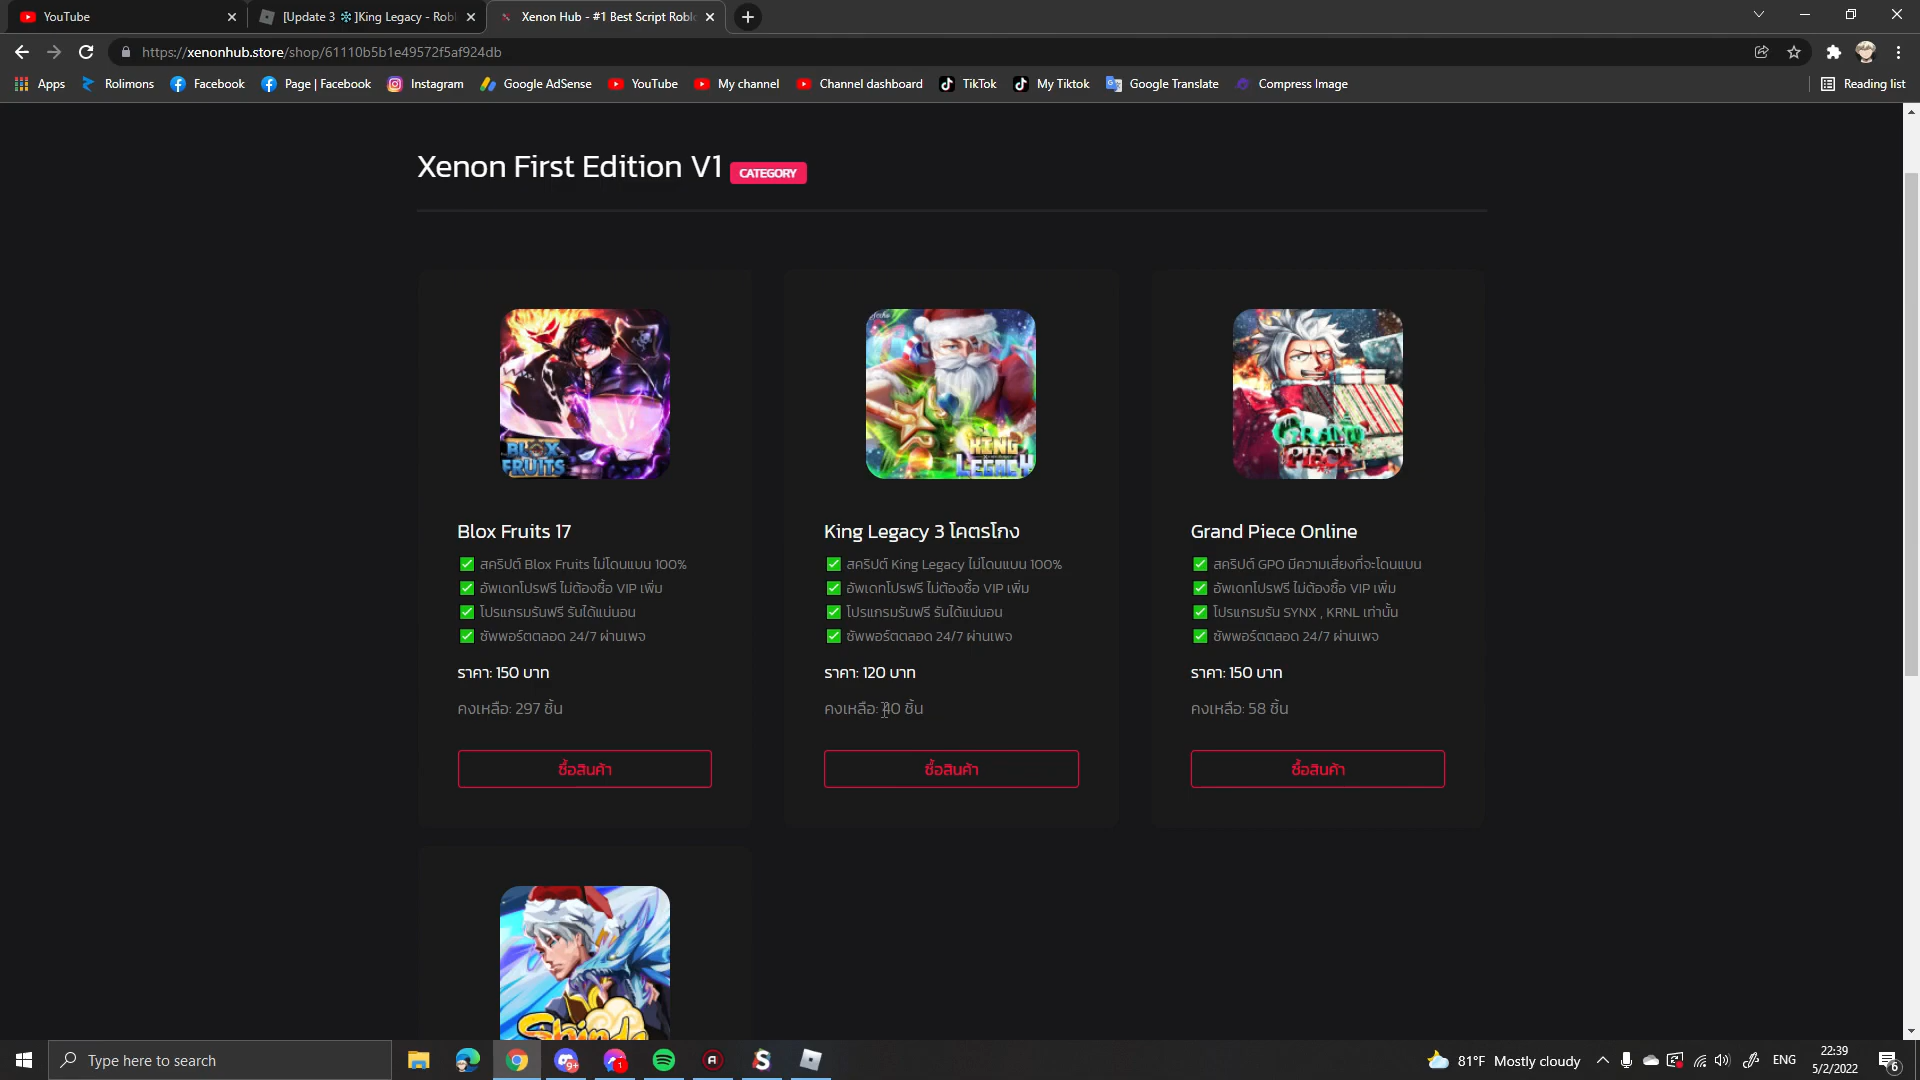 YouTube
[Update 3 ❄]King Legacy - Robl
Xenon Hub - #1 Best Script Roblo
https://xenonhub.store/shop/61110b5b1e49572f5af924db
Apps
Rolimons
Facebook
Page | Facebook
Instagram
Google AdSense
YouTube
My channel
Channel dashboard
TikTok
My Tiktok
Google Translate
Compress Image
Reading list
Xenon First Edition V1 CATEGORY
BLOX FRUITS
KING LEGACY
GRAND PIECE
Blox Fruits 17
สคริปต์ Blox Fruits ไม่โดนแบน 100%
อัพเดทโปรฟรี ไม่ต้องซื้อ VIP เพิ่ม
โปรแกรมรันฟรี รันได้แน่นอน
ซัพพอร์ตตลอด 24/7 ผ่านเพจ
ราคา: 150 บาท
คงเหลือ: 297 ชิ้น
ซื้อสินค้า
King Legacy 3 โคตรโกง
สคริปต์ King Legacy ไม่โดนแบน 100%
อัพเดทโปรฟรี ไม่ต้องซื้อ VIP เพิ่ม
โปรแกรมรันฟรี รันได้แน่นอน
ซัพพอร์ตตลอด 24/7 ผ่านเพจ
ราคา: 120 บาท
คงเหลือ: 40 ชิ้น
ซื้อสินค้า
Grand Piece Online
สคริปต์ GPO มีความเสี่ยงที่จะโดนแบน
อัพเดทโปรฟรี ไม่ต้องซื้อ VIP เพิ่ม
โปรแกรมรัน SYNX , KRNL เท่านั้น
ซัพพอร์ตตลอด 24/7 ผ่านเพจ
ราคา: 150 บาท
คงเหลือ: 58 ชิ้น
ซื้อสินค้า
Type here to search
9+
1
81°F Mostly cloudy
ENG
22:39
5/2/2022
6